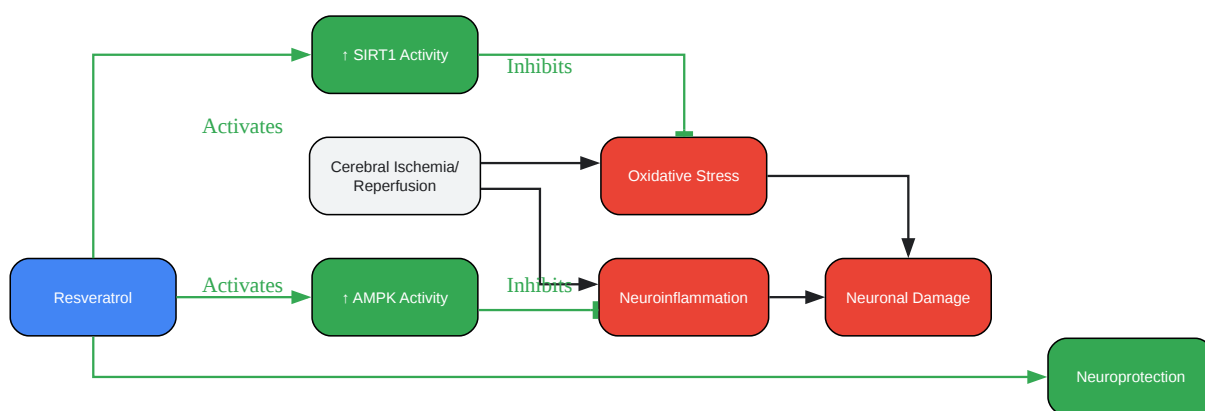 ↑ SIRT1 Activity
Inhibits
Activates
Cerebral Ischemia/
Reperfusion
Oxidative Stress
Resveratrol
Activates
↑ AMPK Activity
Inhibits
Neuroinflammation
Neuronal Damage
Neuroprotection